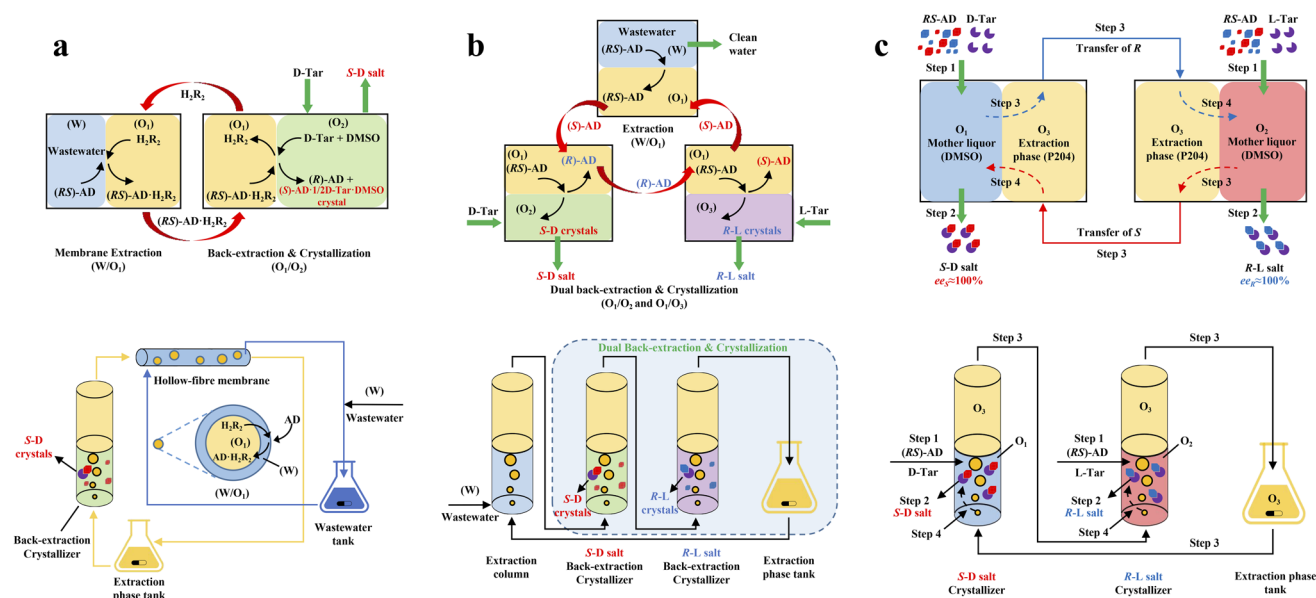 a
H₂R₂
D-Tar
S-D salt
(W)
Wastewater
(RS)-AD
(O₁)
H₂R₂
(RS)-AD·H₂R₂
(O₁)
H₂R₂
(RS)-AD·H₂R₂
(O₂)
D-Tar + DMSO
(R)-AD +
(S)-AD·1/2D-Tar·DMSO
crystal
(RS)-AD·H₂R₂
Membrane Extraction
(W/O₁)
Back-extraction & Crystallization
(O₁/O₂)
Hollow-fibre membrane
(W)
Wastewater
S-D
crystals
H₂R₂
(O₁)
AD·H₂R₂
AD
(W)
(W/O₁)
Wastewater
tank
Back-extraction
Crystallizer
Extraction
phase tank
b
Wastewater
(RS)-AD
(W)
Clean
water
(RS)-AD
(O₁)
Extraction
(W/O₁)
(S)-AD
(S)-AD
(O₁)
(RS)-AD
(R)-AD
(O₂)
S-D crystals
(R)-AD
(O₁)
(RS)-AD
(S)-AD
(O₃)
R-L crystals
D-Tar
L-Tar
S-D salt
R-L salt
Dual back-extraction & Crystallization
(O₁/O₂ and O₁/O₃)
Dual Back-extraction & Crystallization
(W)
Wastewater
S-D
crystals
R-L
crystals
Extraction
column
S-D salt
Back-extraction
Crystallizer
R-L salt
Back-extraction
Crystallizer
Extraction
phase tank
c
RS-AD D-Tar
Step 3
Transfer of R
RS-AD L-Tar
Step 1
Step 1
Step 3
Step 4
O₁
Mother liquor
(DMSO)
O₃
Extraction
phase (P204)
O₃
Extraction
phase (P204)
O₂
Mother liquor
(DMSO)
Step 4
Step 3
Step 2
Step 2
Transfer of S
Step 3
S-D salt
eeS≈100%
R-L salt
eeR≈100%
Step 3
Step 3
O₃
O₃
Step 1
(RS)-AD
D-Tar
Step 2
S-D salt
Step 4
O₁
Step 1
(RS)-AD
L-Tar
Step 2
R-L salt
Step 4
O₂
O₃
Step 3
S-D salt
Crystallizer
R-L salt
Crystallizer
Extraction phase
tank